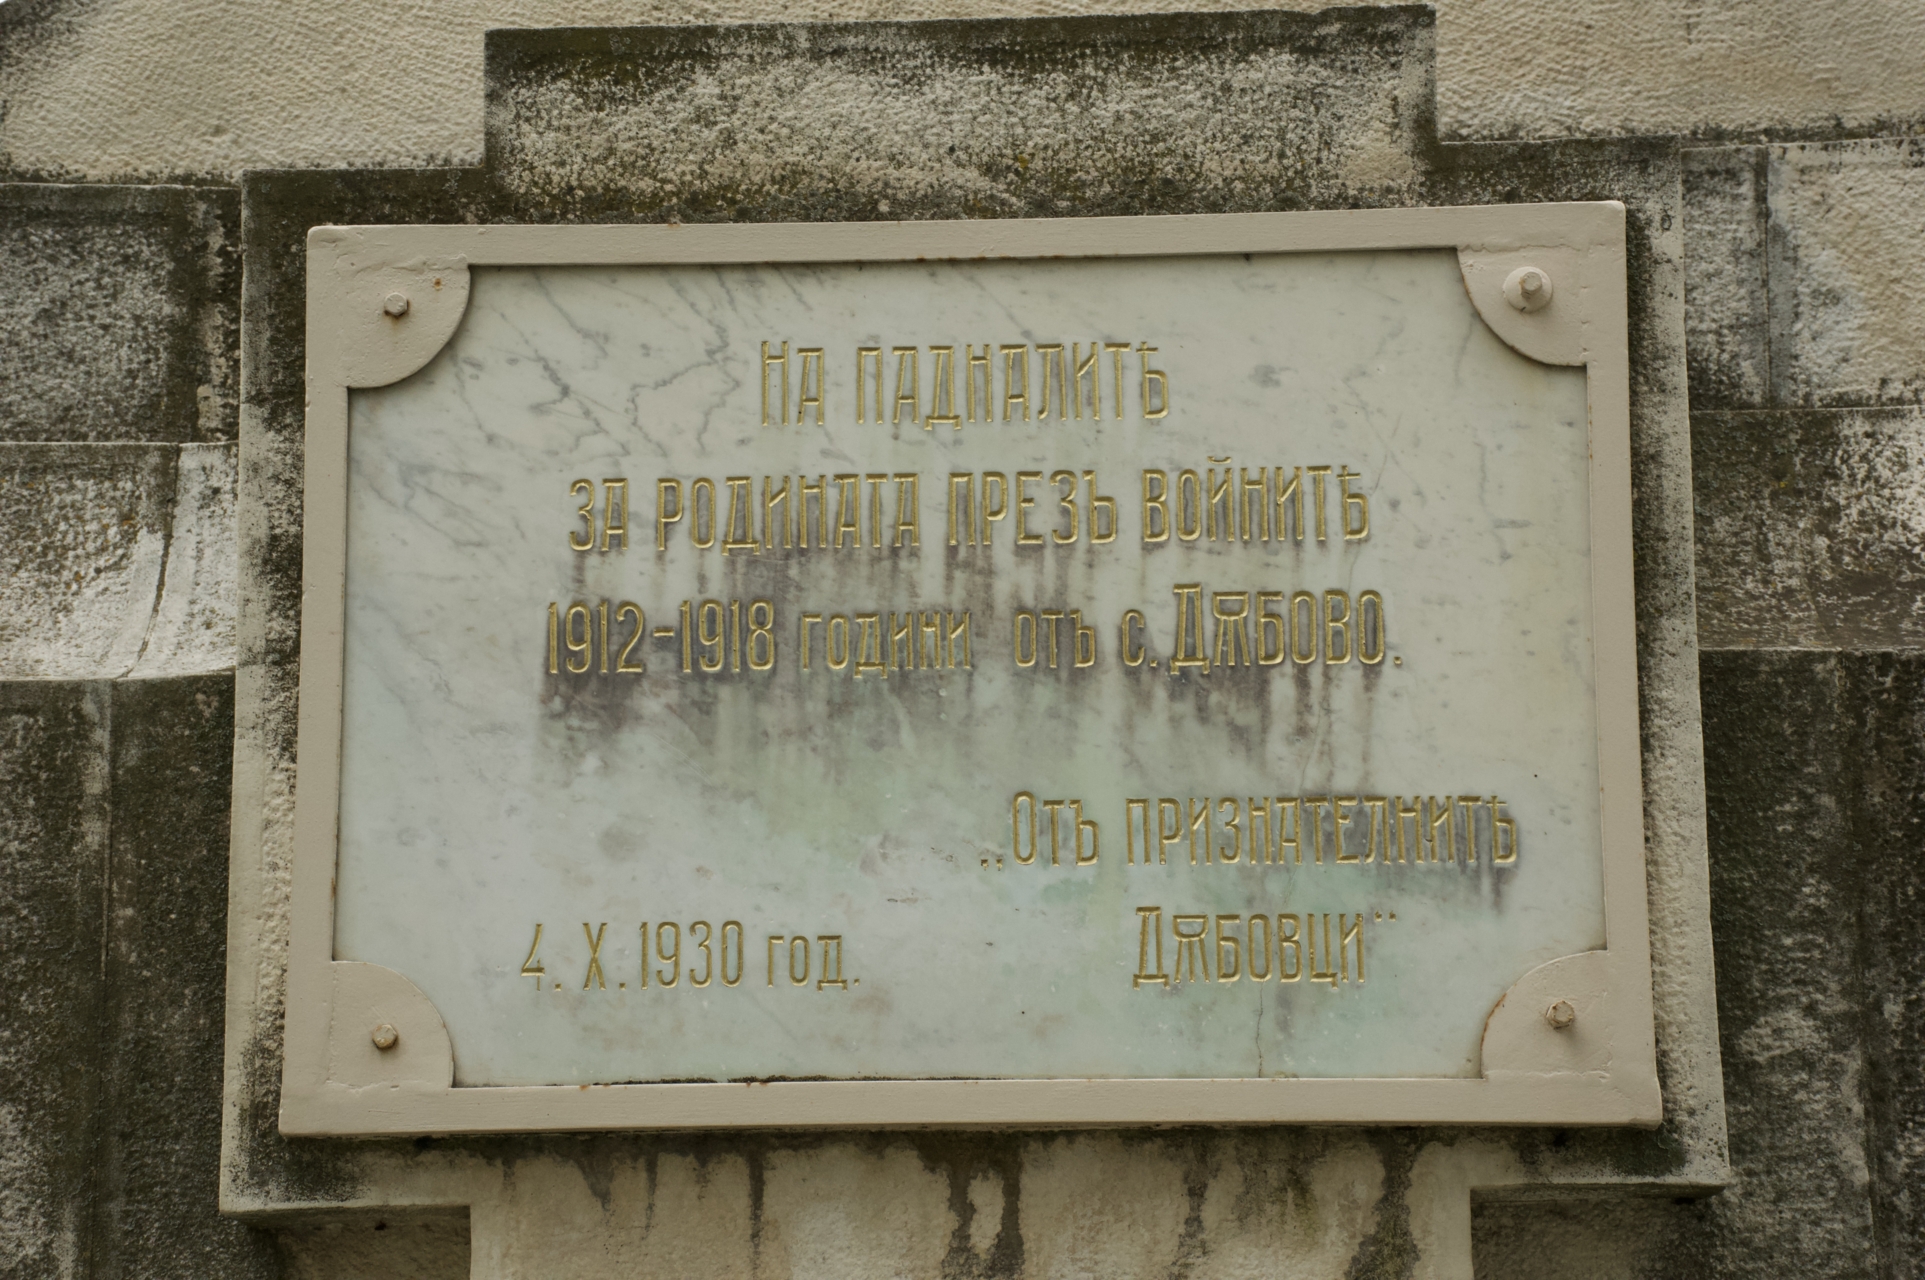 На падналитѣ
за родината презъ войнитѣ
1912-1918 години отъ с. Дѫбово.
„Отъ признателнитѣ
Дѫбовци"
4. X. 1930 год.